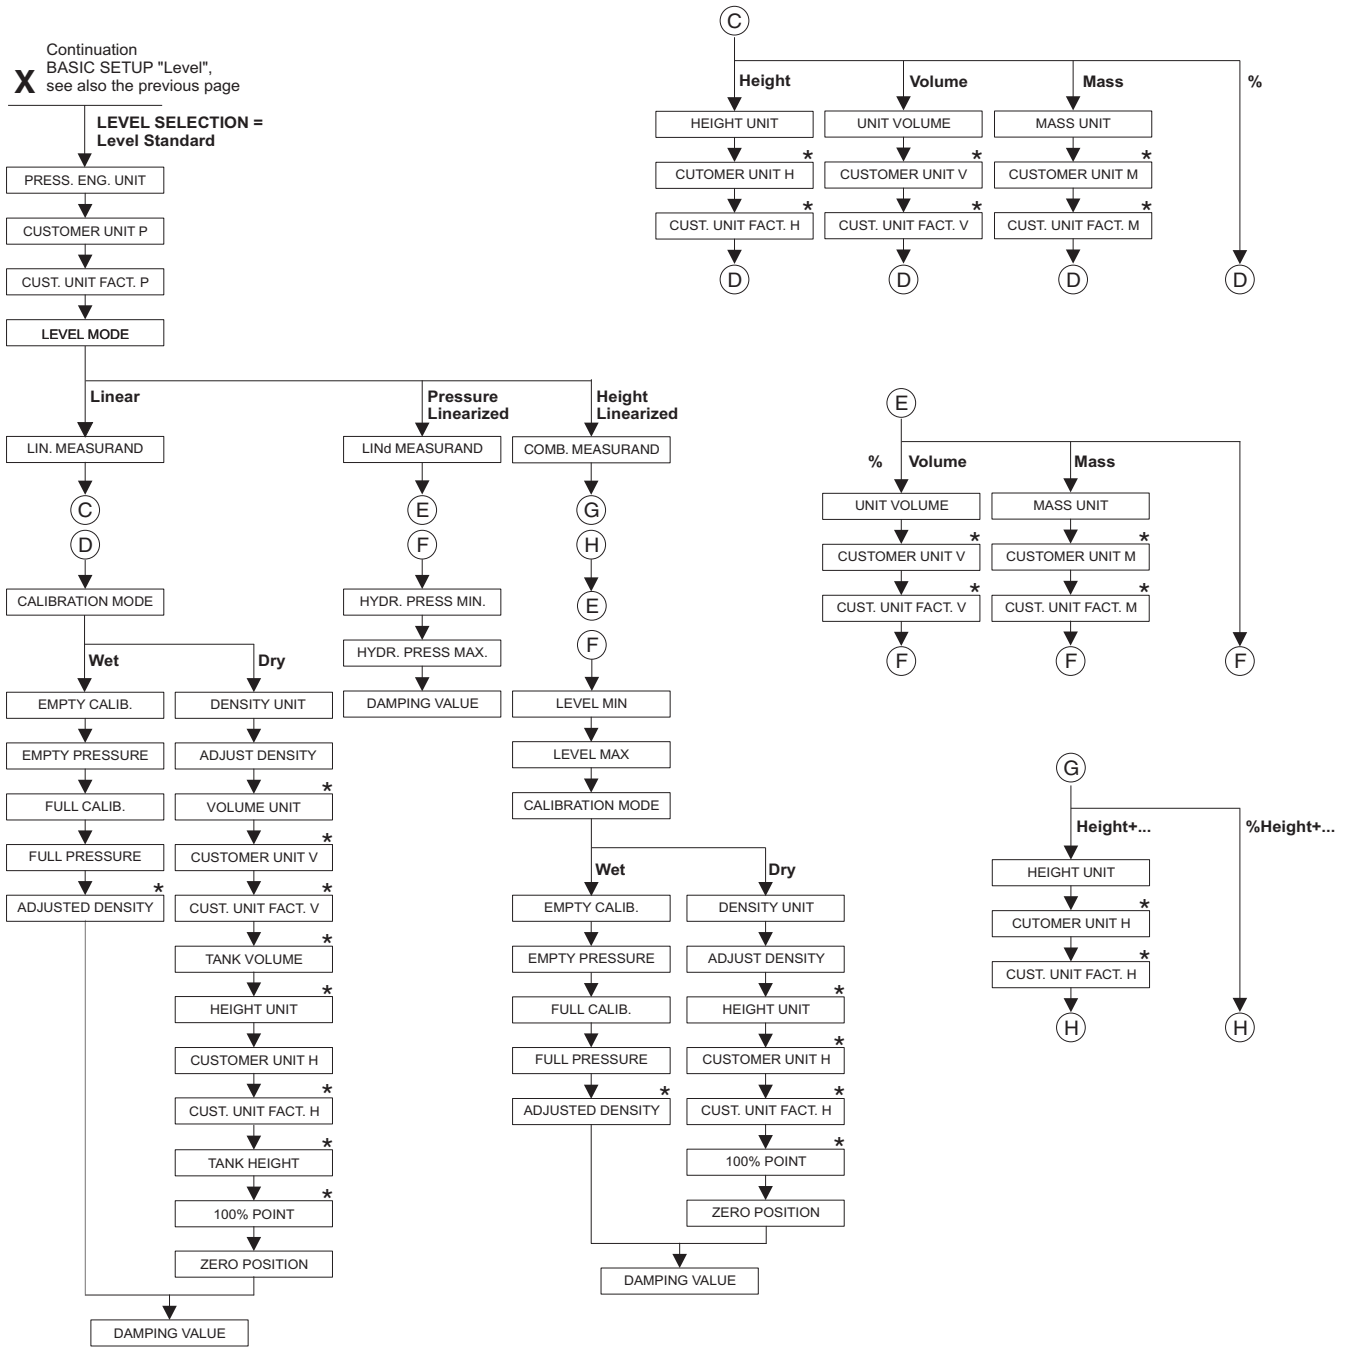 Continuation
BASIC SETUP "Level",
X see also the previous page
LEVEL SELECTION =
Level Standard
PRESS. ENG. UNIT
CUSTOMER UNIT P
CUST. UNIT FACT. P
LEVEL MODE
Linear
LIN. MEASURAND
C
D
CALIBRATION MODE
Wet
EMPTY CALIB.
EMPTY PRESSURE
FULL CALIB.
FULL PRESSURE
*
ADJUSTED DENSITY
Dry
DENSITY UNIT
ADJUST DENSITY
*
VOLUME UNIT
*
CUSTOMER UNIT V
*
CUST. UNIT FACT. V
*
TANK VOLUME
*
HEIGHT UNIT
CUSTOMER UNIT H
*
CUST. UNIT FACT. H
*
TANK HEIGHT
*
100% POINT
ZERO POSITION
DAMPING VALUE
Pressure
Linearized
LINd MEASURAND
E
F
HYDR. PRESS MIN.
HYDR. PRESS MAX.
DAMPING VALUE
Height
Linearized
COMB. MEASURAND
G
H
E
F
LEVEL MIN
LEVEL MAX
CALIBRATION MODE
Wet
EMPTY CALIB.
EMPTY PRESSURE
FULL CALIB.
FULL PRESSURE
*
ADJUSTED DENSITY
Dry
DENSITY UNIT
ADJUST DENSITY
*
HEIGHT UNIT
*
CUSTOMER UNIT H
*
CUST. UNIT FACT. H
*
100% POINT
ZERO POSITION
DAMPING VALUE
C
Height
HEIGHT UNIT
*
CUTOMER UNIT H
*
CUST. UNIT FACT. H
D
Volume
UNIT VOLUME
*
CUSTOMER UNIT V
*
CUST. UNIT FACT. V
D
Mass
MASS UNIT
*
CUSTOMER UNIT M
*
CUST. UNIT FACT. M
D
%
D
E
% Volume
UNIT VOLUME
*
CUSTOMER UNIT V
*
CUST. UNIT FACT. V
F
Mass
MASS UNIT
*
CUSTOMER UNIT M
*
CUST. UNIT FACT. M
F
F
G
Height+...
HEIGHT UNIT
*
CUTOMER UNIT H
*
CUST. UNIT FACT. H
H
%Height+...
H